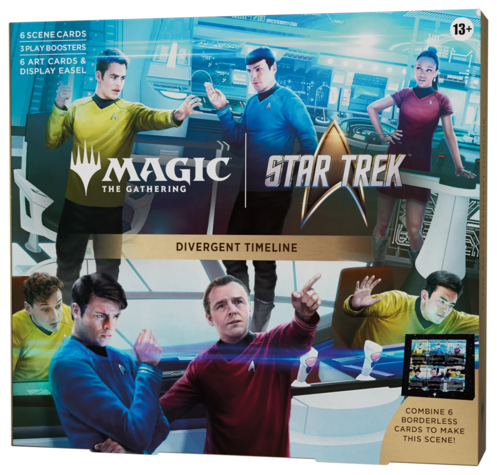 6 SCENE CARDS
3 PLAY BOOSTERS
6 ART CARDS &
DISPLAY EASEL
13+
MAGIC
THE GATHERING
STAR TREK
DIVERGENT TIMELINE
COMBINE 6
BORDERLESS
CARDS TO MAKE
THIS SCENE!